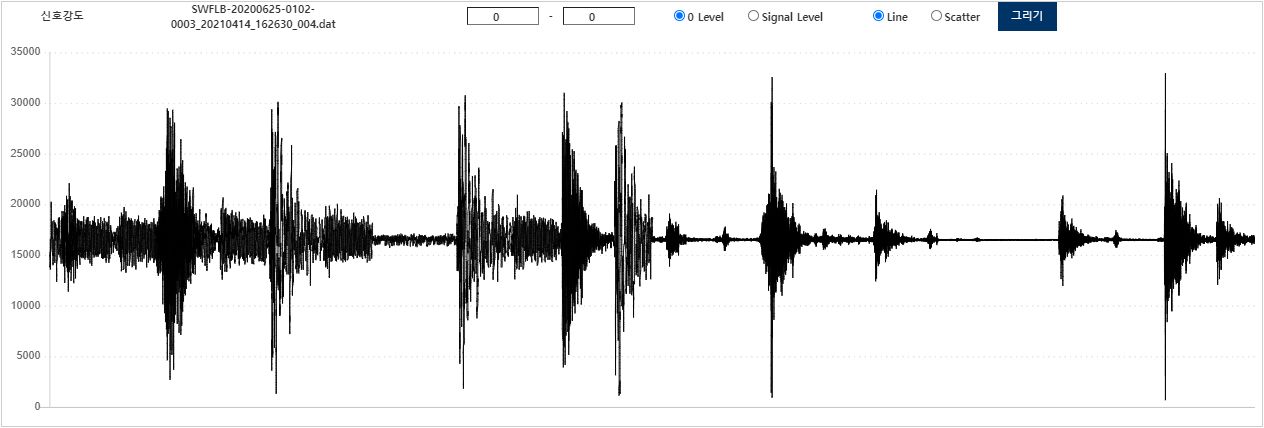 신호강도
SWFLB-20200625-0102-
0003_20210414_162630_004.dat
0 - 0
0 Level Signal Level
Line Scatter
그리기
35000
30000
25000
20000
15000
10000
5000
0